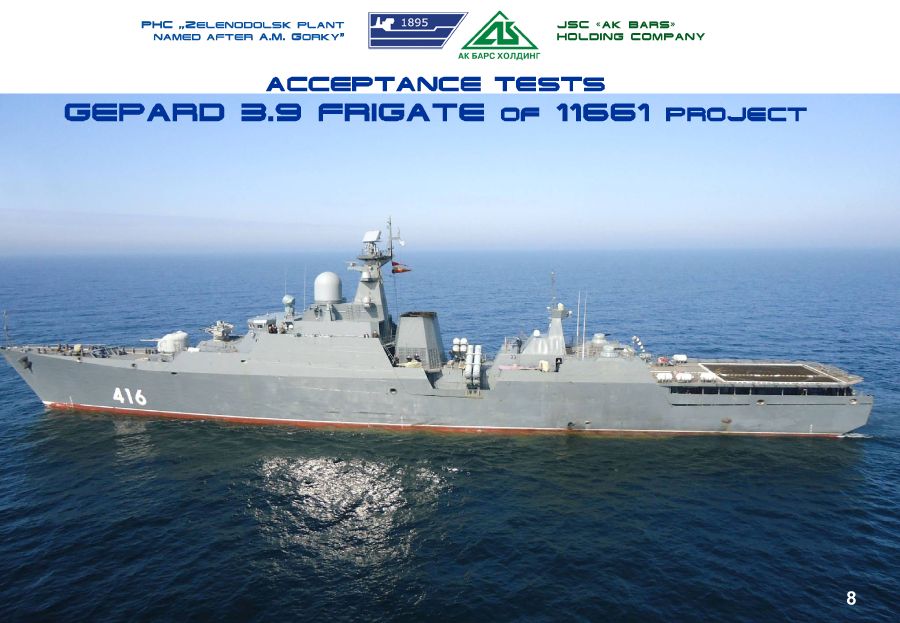 PHC „Zelenodolsk plant
named after A.M. Gorky”
1895
АК БАРС ХОЛДИНГ
JSC «AK BARS»
HOLDING COMPANY
ACCEPTANCE TESTS
GEPARD 3.9 FRIGATE OF 11661 PROJECT
416
8